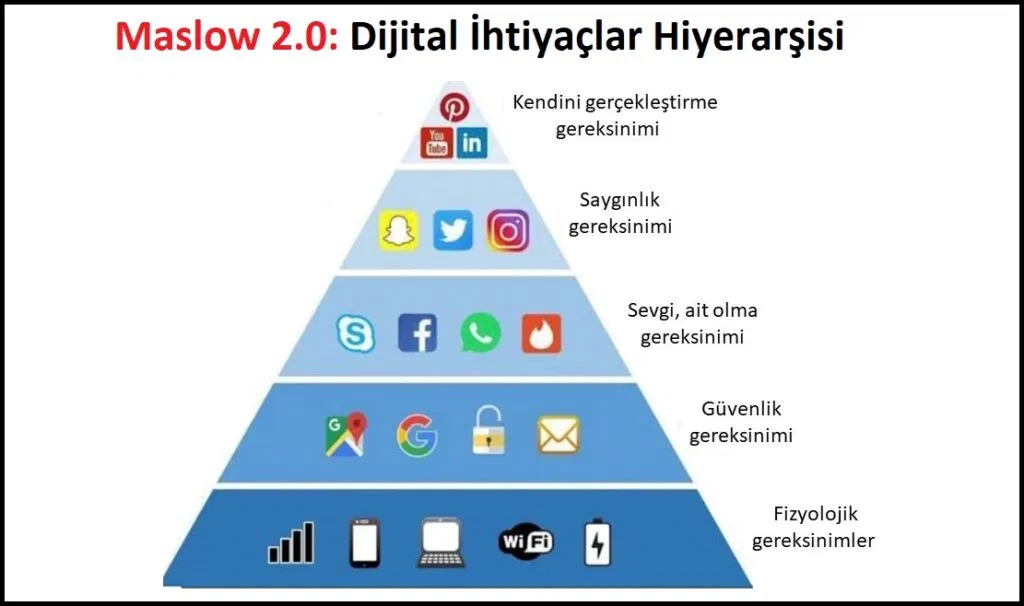 Maslow 2.0: Dijital İhtiyaçlar Hiyerarşisi
Kendini gerçekleştirme
gereksinimi
You
Tube
in
Saygınlık
gereksinimi
Sevgi, ait olma
gereksinimi
S
f
Güvenlik
gereksinimi
G
G
Fizyolojik
gereksinimler
Wi Fi